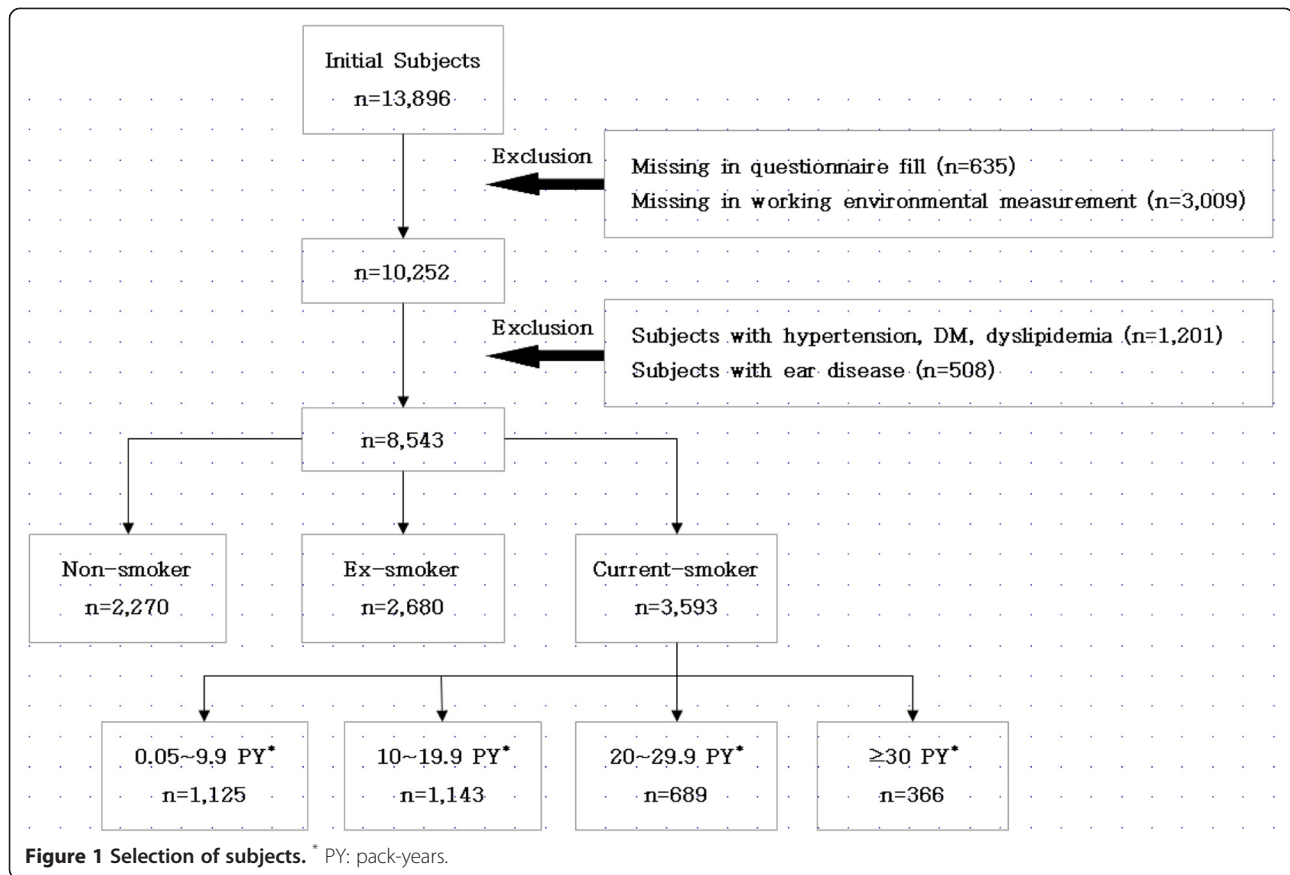 Initial Subjects
n=13,896
Exclusion
Missing in questionnaire fill (n=635)
Missing in working environmental measurement (n=3,009)
n=10,252
Exclusion
Subjects with hypertension, DM, dyslipidemia (n=1,201)
Subjects with ear disease (n=508)
n=8,543
Non-smoker
n=2,270
Ex-smoker
n=2,680
Current-smoker
n=3,593
0.05~9.9 PY*
n=1,125
10~19.9 PY*
n=1,143
20~29.9 PY*
n=689
≥30 PY*
n=366
Figure 1 Selection of subjects. * PY: pack-years.